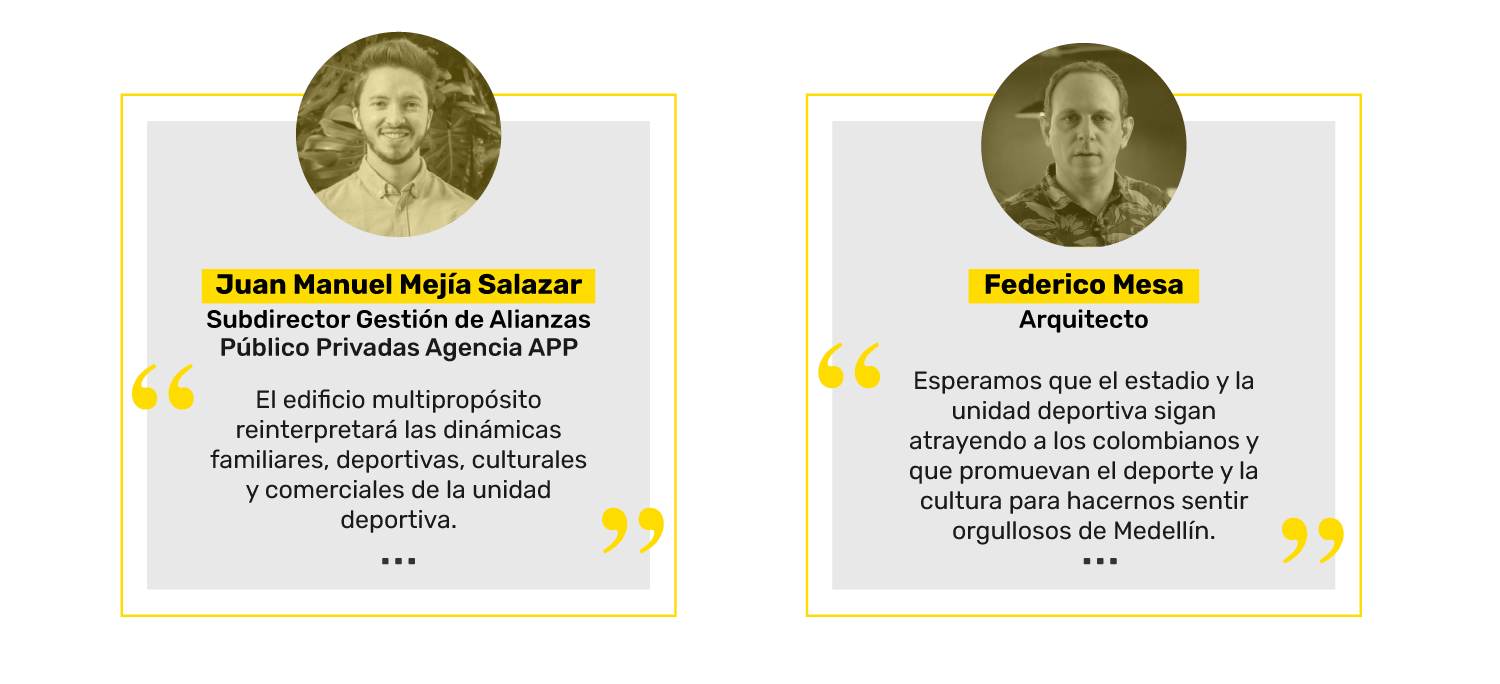 Juan Manuel Mejía Salazar
Subdirector Gestión de Alianzas
Público Privadas Agencia APP
“
El edificio multipropósito
reinterpretará las dinámicas
familiares, deportivas, culturales
y comerciales de la unidad
deportiva.
”
...
Federico Mesa
Arquitecto
“
Esperamos que el estadio y la
unidad deportiva sigan
atrayendo a los colombianos y
que promuevan el deporte y la
cultura para hacernos sentir
orgullosos de Medellín.
”
...